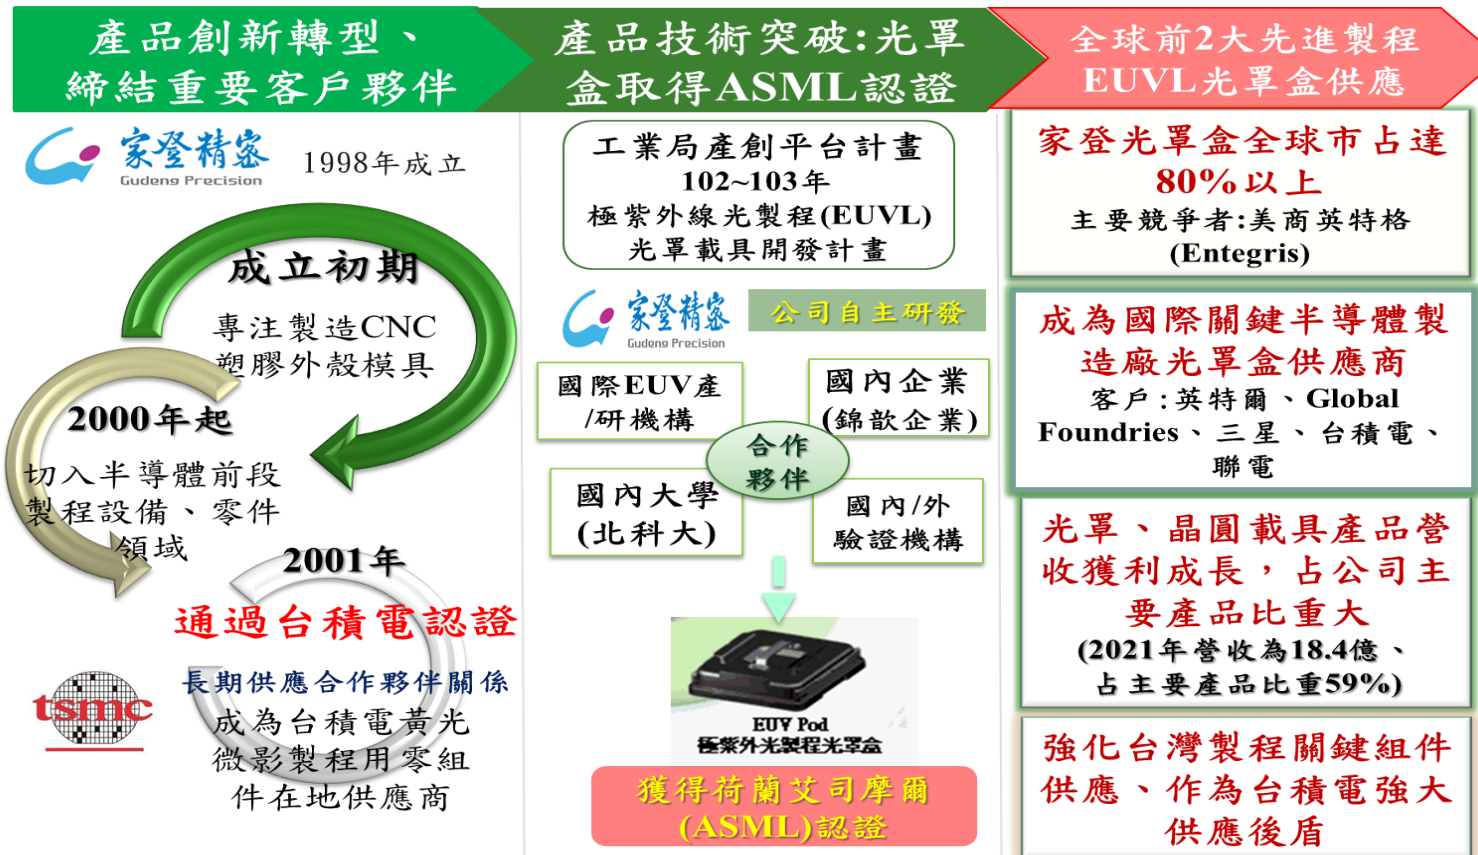 產品創新轉型、
締結重要客戶夥伴
家登精密
Gudeng Precision
1998年成立
成立初期
專注製造CNC
塑膠外殼模具
2000年起
切入半導體前段
製程設備、零件
領域
2001年
通過台積電認證
長期供應合作夥伴關係
成為台積電黃光
微影製程用零組
件在地供應商
tsmc
產品技術突破:光罩
盒取得ASML認證
工業局產創平台計畫
102~103年
極紫外線光製程(EUVL)
光罩載具開發計畫
家登精密
Gudeng Precision
公司自主研發
國際EUV產
/研機構
國內企業
(錦歆企業)
合作
夥伴
國內大學
(北科大)
國內/外
驗證機構
EUV Pod
極紫外光製程光罩盒
獲得荷蘭艾司摩爾
(ASML)認證
全球前2大先進製程
EUVL光罩盒供應
家登光罩盒全球市占達
80%以上
主要競爭者:美商英特格
(Entegris)
成為國際關鍵半導體製
造廠光罩盒供應商
客戶:英特爾、Global
Foundries、三星、台積電、
聯電
光罩、晶圓載具產品營
收獲利成長，占公司主
要產品比重大
(2021年營收為18.4億、
占主要產品比重59%)
強化台灣製程關鍵組件
供應、作為台積電強大
供應後盾